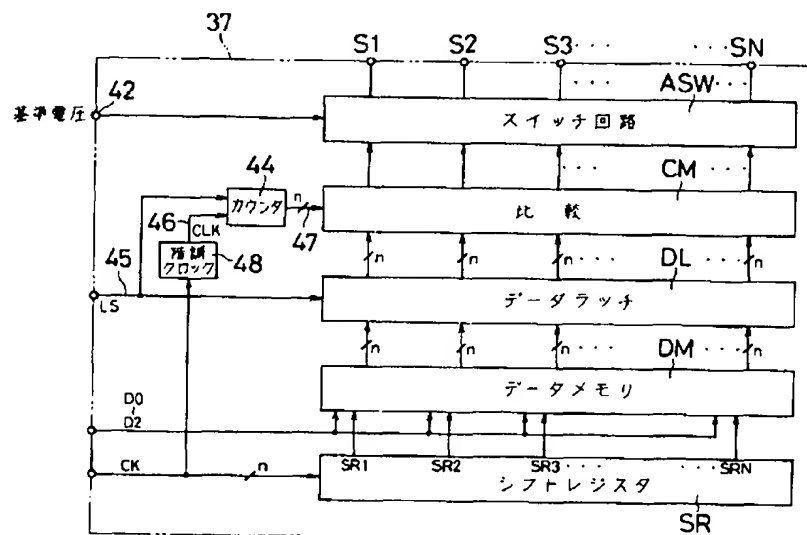 37
S1 S2 S3 ····· ··· SN
42
····· ASW ···
基準電圧
スイッチ回路
44
····· CM ···
カウンタ
n
比較
46
CLK
47
45
階調
クロック
48
n n n ····· DL ··· n
LS
データラッチ
n n n ····· DM ··· n
D0
D2
データメモリ
CK
n
SR1 SR2 SR3 ····· ··· SRN
シフトレジスタ
SR